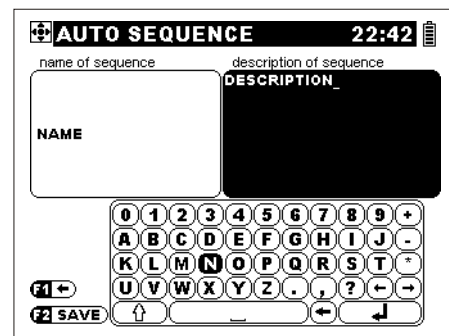 AUTO SEQUENCE 22:42
name of sequence description of sequence
DESCRIPTION_
NAME
0 1 2 3 4 5 6 7 8 9 +
A B C D E F G H I J -
K L M N O P Q R S T *
F1 ← U V W X Y Z . , ? ← →
F2 SAVE ⇧ ⎵ ← ↲